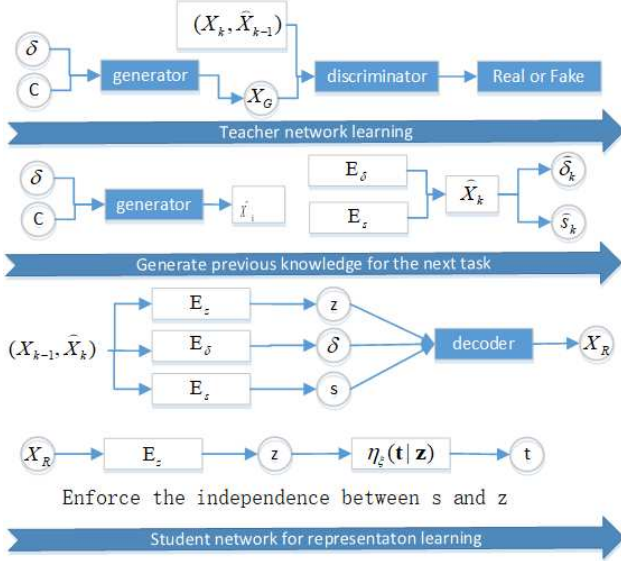 (X_k, X̂_{k-1})
δ
C
generator
X_G
discriminator
Real or Fake
Teacher network learning
δ
C
generator
E_δ
E_s
X̂_k
δ̂_k
ŝ_k
Generate previous knowledge for the next task
(X_{k-1}, X̂_k)
E_z
z
E_δ
δ
E_s
s
decoder
X_R
X_R
E_z
z
η_ξ(t|z)
t
Enforce the independence between s and z
Student network for representaton learning